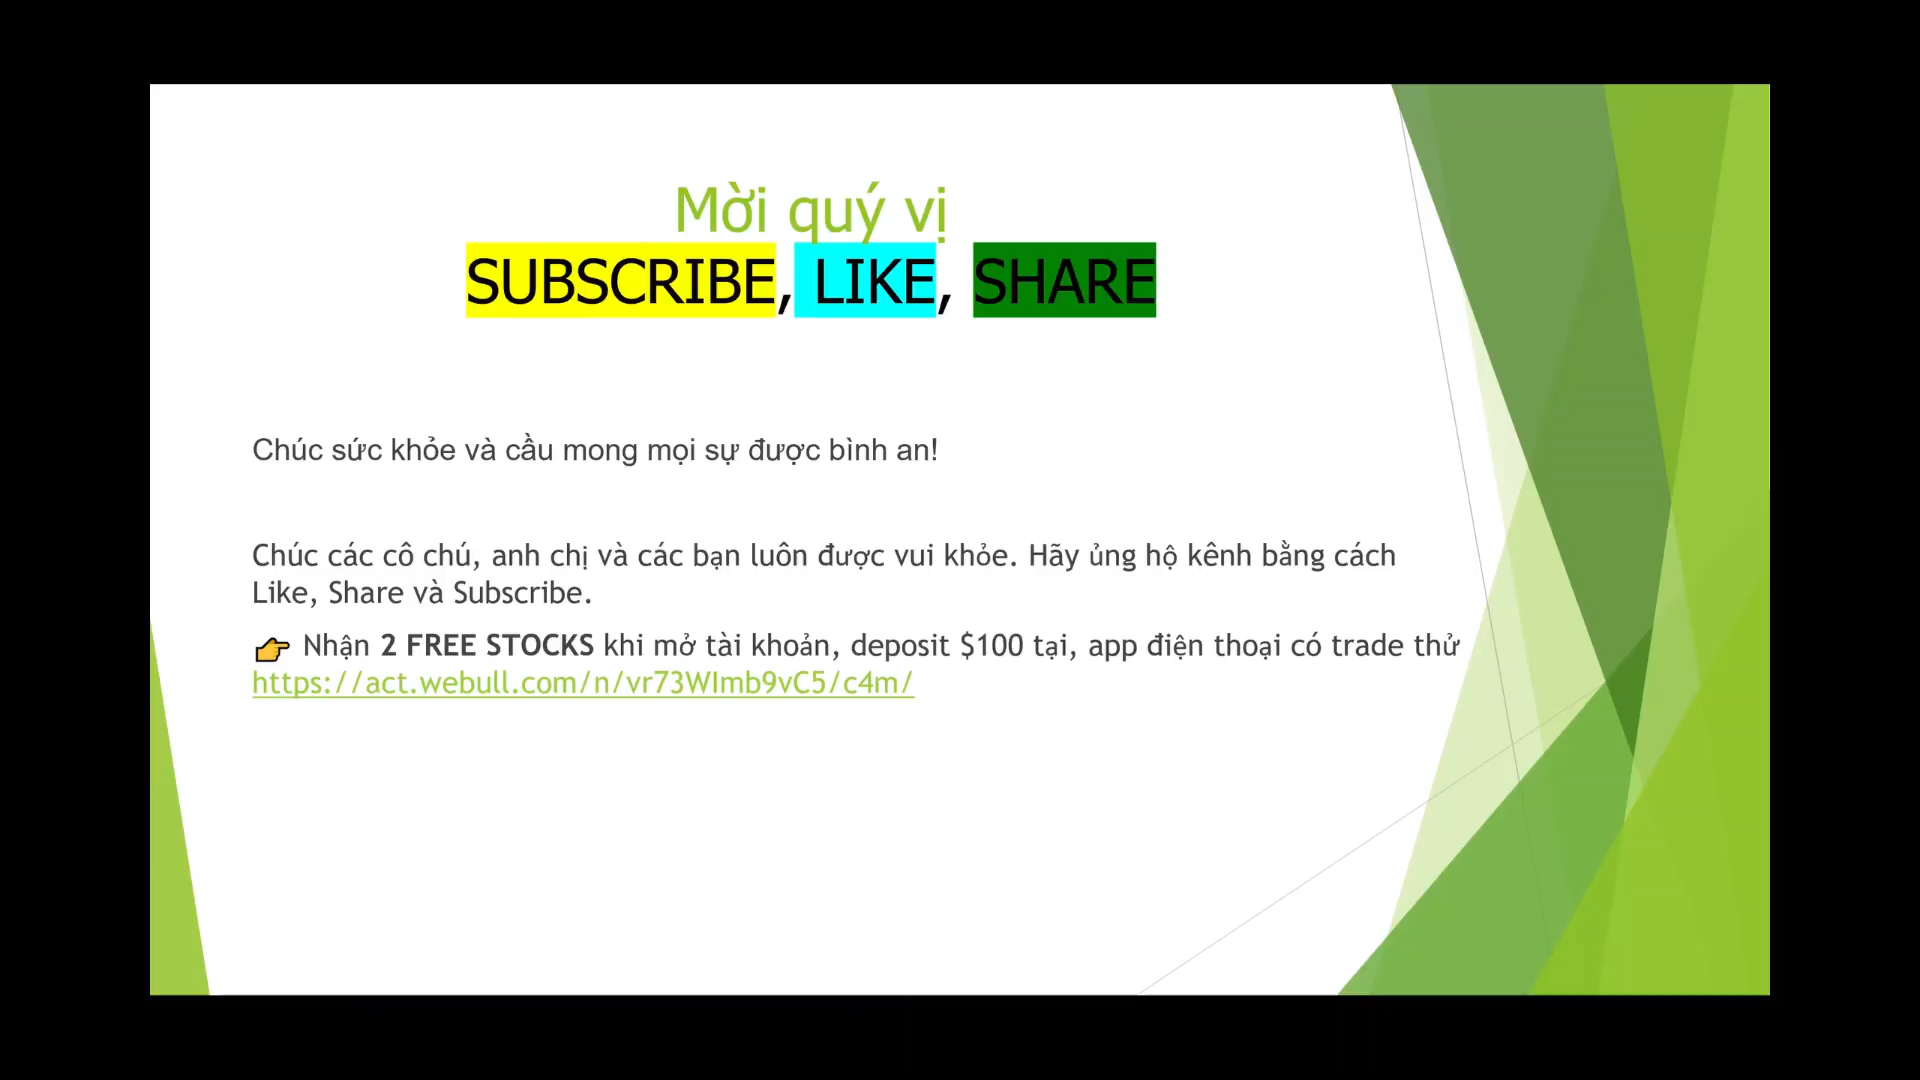 Mời quý vị
SUBSCRIBE, LIKE, SHARE
Chúc sức khỏe và cầu mong mọi sự được bình an!
Chúc các cô chú, anh chị và các bạn luôn được vui khỏe. Hãy ủng hộ kênh bằng cách
Like, Share và Subscribe.
👉 Nhận 2 FREE STOCKS khi mở tài khoản, deposit $100 tại, app điện thoại có trade thử
https://act.webull.com/n/vr73WImb9vC5/c4m/